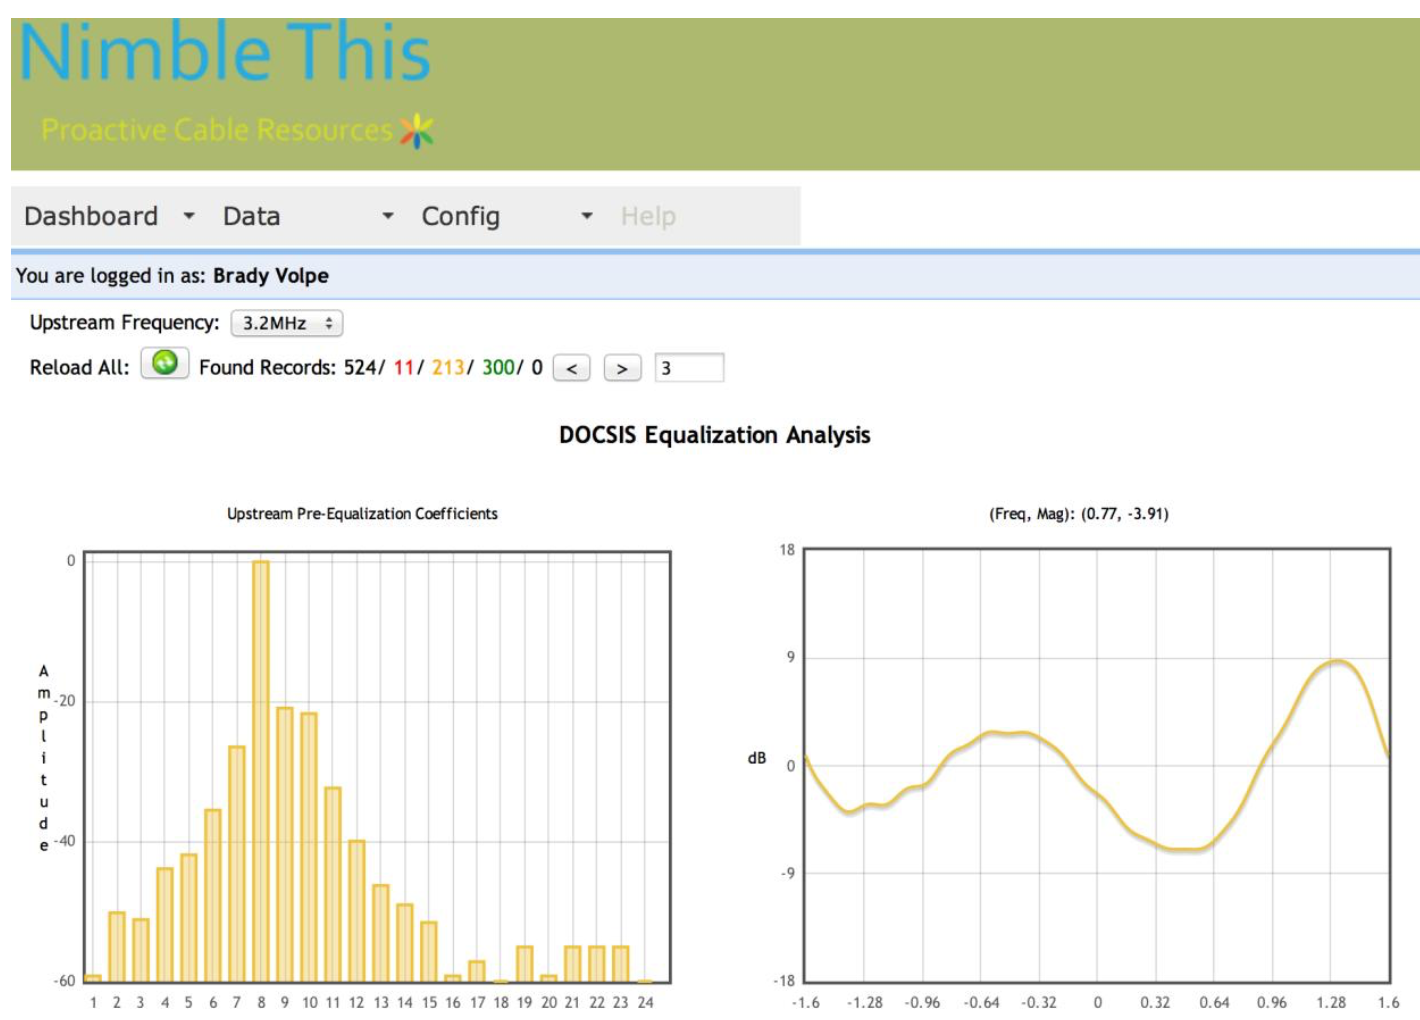 Nimble This
Proactive Cable Resources
Dashboard Data Config Help
You are logged in as: Brady Volpe
Upstream Frequency: 3.2MHz
Reload All: Found Records: 524/ 11/ 213/ 300/ 0 < > 3
DOCSIS Equalization Analysis
Upstream Pre-Equalization Coefficients
Amplitude
0
-20
-40
-60
1 2 3 4 5 6 7 8 9 10 11 12 13 14 15 16 17 18 19 20 21 22 23 24
(Freq, Mag): (0.77, -3.91)
dB
18
9
0
-9
-18
-1.6 -1.28 -0.96 -0.64 -0.32 0 0.32 0.64 0.96 1.28 1.6